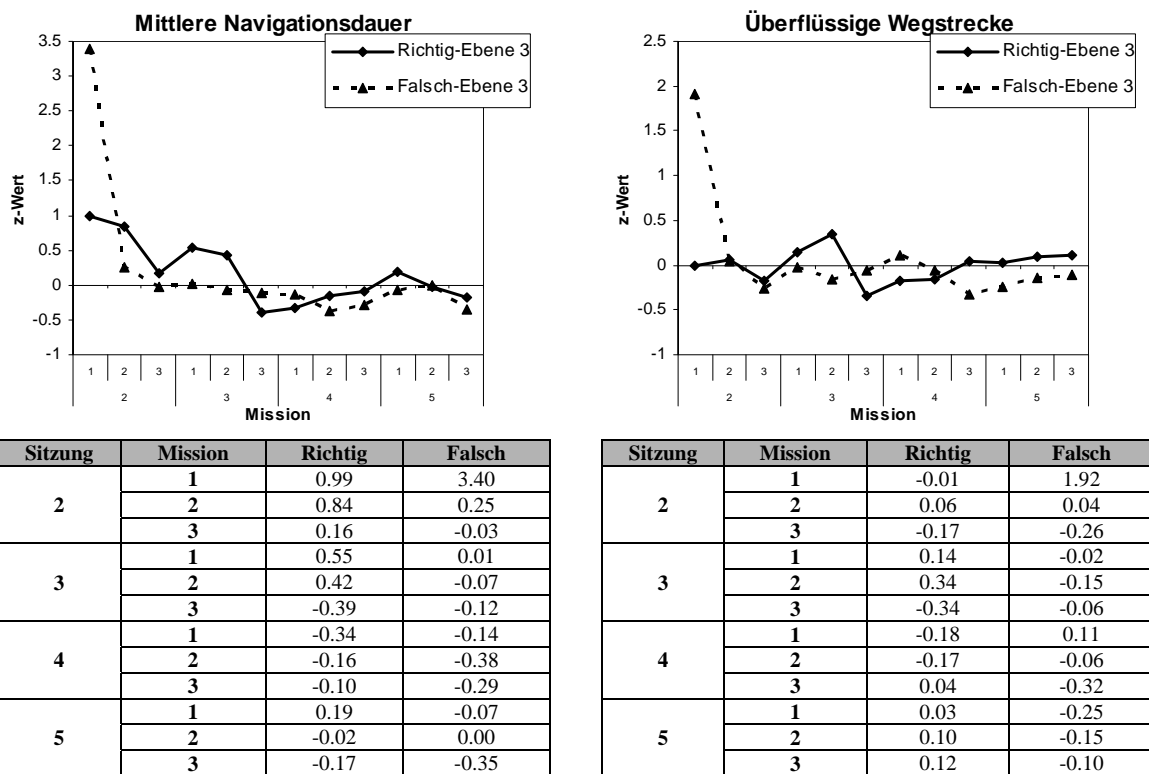 Mittlere Navigationsdauer
3.5
3
2.5
2
1.5
1
0.5
0
-0.5
-1
z-Wert
Richtig-Ebene 3
Falsch-Ebene 3
1 2 3 1 2 3 1 2 3 1 2 3
2 3 4 5
Mission
Überflüssige Wegstrecke
2.5
2
1.5
1
0.5
0
-0.5
-1
z-Wert
Richtig-Ebene 3
Falsch-Ebene 3
1 2 3 1 2 3 1 2 3 1 2 3
2 3 4 5
Mission
Sitzung Mission Richtig Falsch
1 0.99 3.40
2 2 0.84 0.25
3 0.16 -0.03
1 0.55 0.01
3 2 0.42 -0.07
3 -0.39 -0.12
1 -0.34 -0.14
4 2 -0.16 -0.38
3 -0.10 -0.29
1 0.19 -0.07
5 2 -0.02 0.00
3 -0.17 -0.35
Sitzung Mission Richtig Falsch
1 -0.01 1.92
2 2 0.06 0.04
3 -0.17 -0.26
1 0.14 -0.02
3 2 0.34 -0.15
3 -0.34 -0.06
1 -0.18 0.11
4 2 -0.17 -0.06
3 0.04 -0.32
1 0.03 -0.25
5 2 0.10 -0.15
3 0.12 -0.10